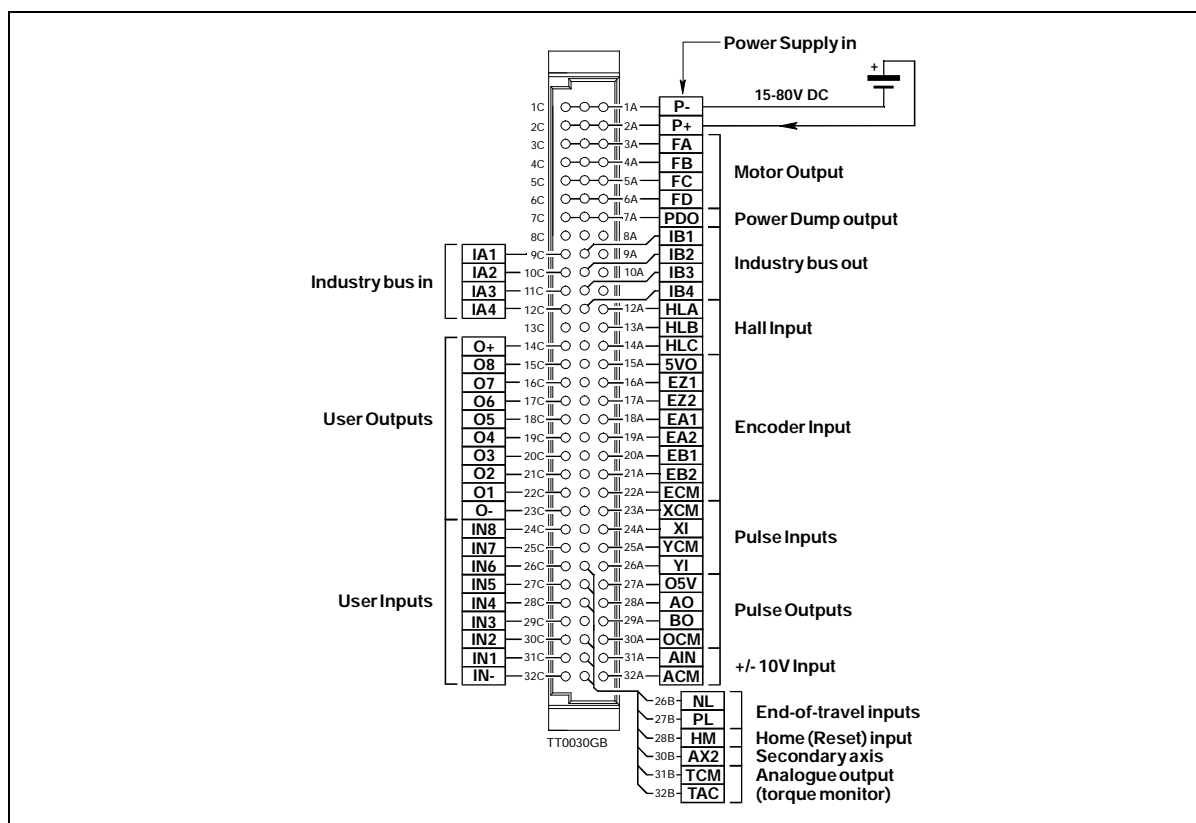 Power Supply in
+
15-80V DC
1C 1A P-
2C 2A P+
3C 3A FA
4C 4A FB
Motor Output
5C 5A FC
6C 6A FD
7C 7A PDO Power Dump output
8C 8A IB1
IA1 9C 9A IB2
Industry bus out
IA2 10C 10A IB3
Industry bus in
IA3 11C IB4
IA4 12C 12A HLA
13C 13A HLB Hall Input
O+ 14C 14A HLC
O8 15C 15A 5VO
O7 16C 16A EZ1
O6 17C 17A EZ2
User Outputs
O5 18C 18A EA1
Encoder Input
O4 19C 19A EA2
O3 20C 20A EB1
O2 21C 21A EB2
O1 22C 22A ECM
O- 23C 23A XCM
IN8 24C 24A XI
Pulse Inputs
IN7 25C 25A YCM
IN6 26C 26A YI
IN5 27C 27A O5V
User Inputs
IN4 28C 28A AO
Pulse Outputs
IN3 29C 29A BO
IN2 30C 30A OCM
IN1 31C 31A AIN
+/- 10V Input
IN- 32C 32A ACM
26B NL
End-of-travel inputs
27B PL
28B HM Home (Reset) input
TT0030GB
30B AX2 Secondary axis
31B TCM Analogue output
32B TAC (torque monitor)